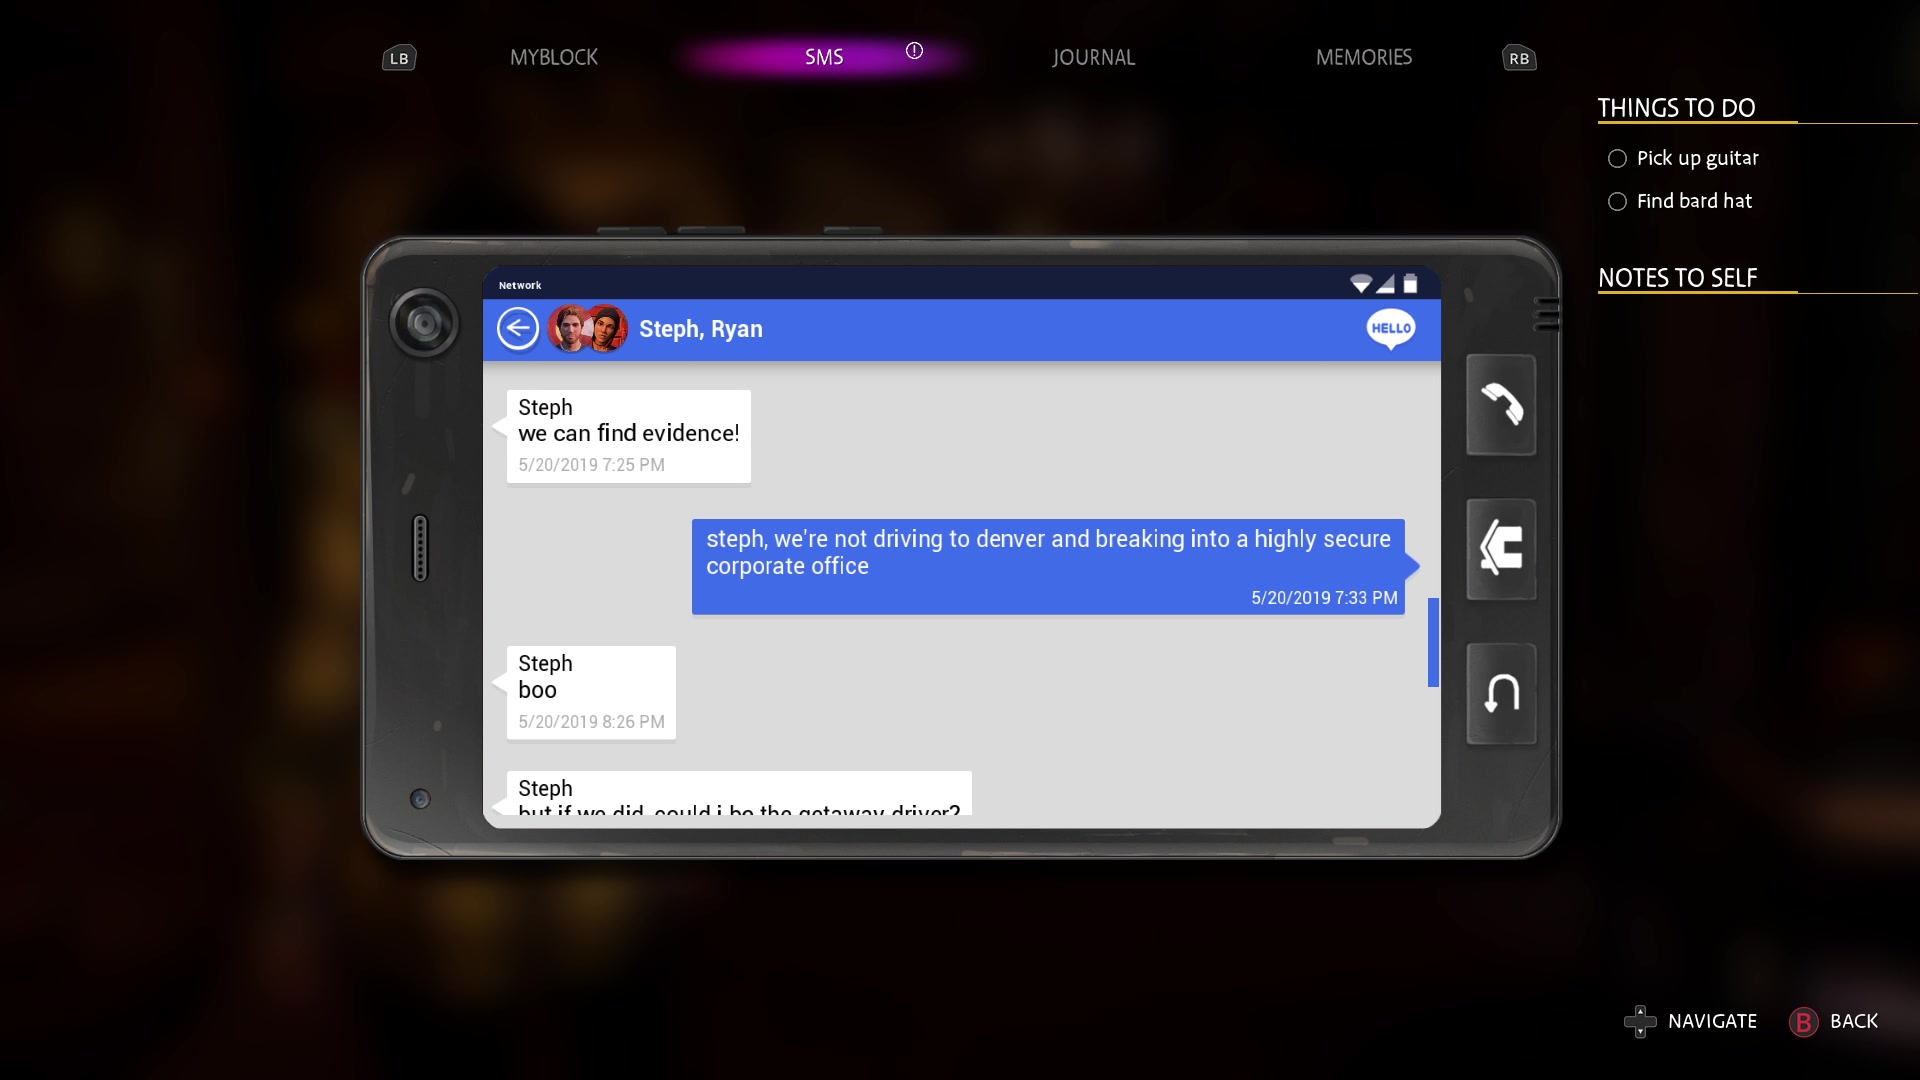 LB
MYBLOCK
SMS
JOURNAL
MEMORIES
RB
THINGS TO DO
Pick up guitar
Find bard hat
NOTES TO SELF
Network
Steph, Ryan
HELLO
Steph
we can find evidence!
5/20/2019 7:25 PM
steph, we're not driving to denver and breaking into a highly secure
corporate office
5/20/2019 7:33 PM
Steph
boo
5/20/2019 8:26 PM
Steph
but if we did, could i be the getaway driver?
NAVIGATE
B BACK